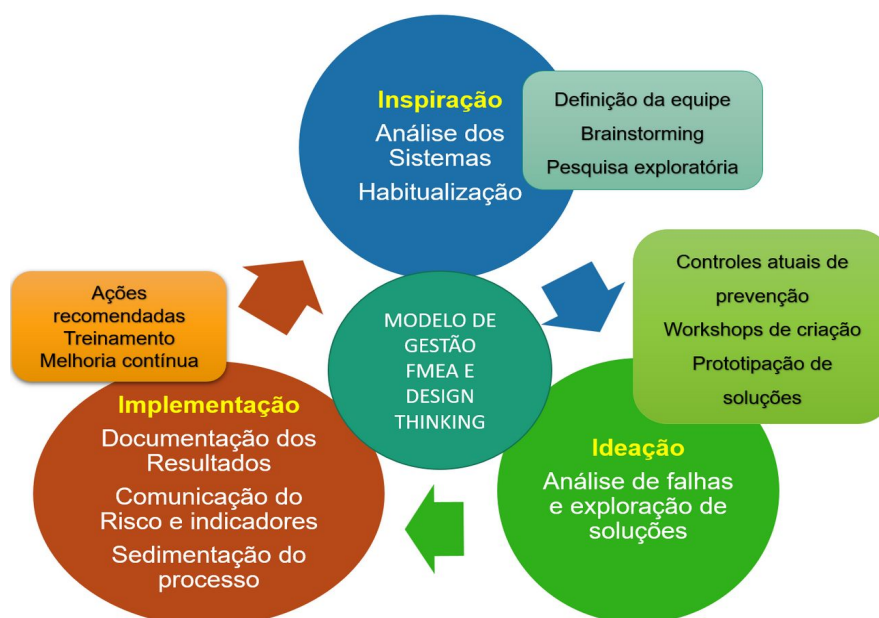 Inspiração
Análise dos
Sistemas
Habitualização
Definição da equipe
Brainstorming
Pesquisa exploratória
Controles atuais de
prevenção
Workshops de criação
Prototipação de
soluções
Ideação
Análise de falhas
e exploração de
soluções
Ações
recomendadas
Treinamento
Melhoria contínua
Implementação
Documentação dos
Resultados
Comunicação do
Risco e indicadores
Sedimentação do
processo
MODELO DE
GESTÃO
FMEA E
DESIGN
THINKING